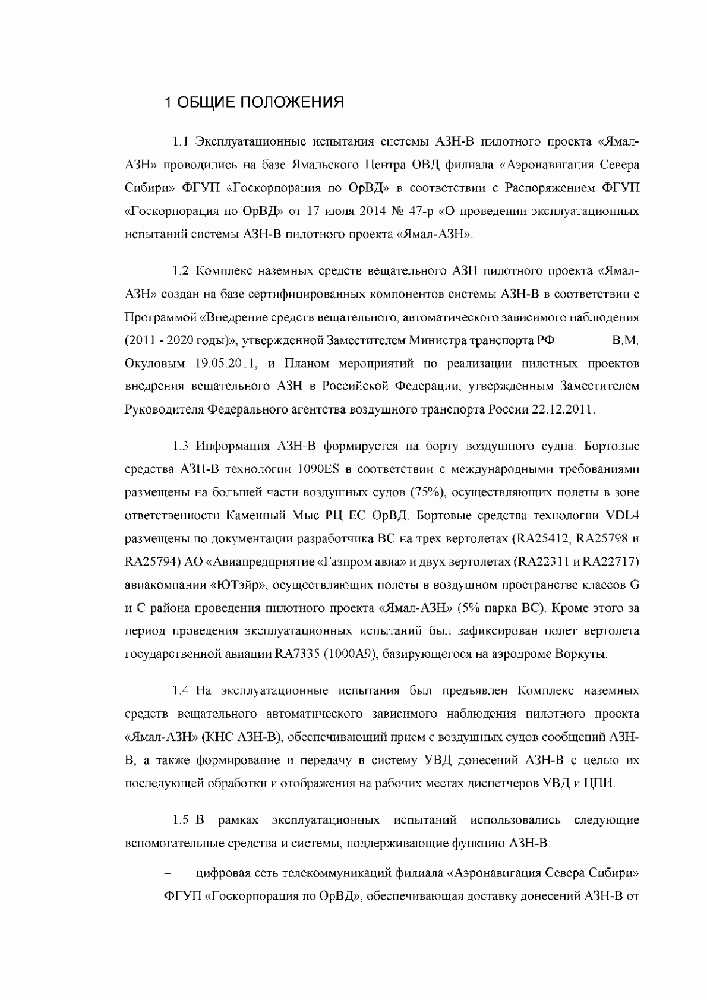 1 ОБЩИЕ ПОЛОЖЕНИЯ
1.1 Эксплуатационные испытания системы АЗН-В пилотного проекта «Ямал-
АЗН» проводились на базе Ямальского Центра ОВД филиала «Аэронавигация Севера
Сибири» ФГУП «Госкорпорация по ОрВД» в соответствии с Распоряжением ФГУП
«Госкорпорация по ОрВД» от 17 июля 2014 № 47-р «О проведении эксплуатационных
испытаний системы АЗН-В пилотного проекта «Ямал-АЗН».
1.2 Комплекс наземных средств вещательного АЗН пилотного проекта «Ямал-
АЗН» создан на базе сертифицированных компонентов системы АЗН-В в соответствии с
Программой «Внедрение средств вещательного, автоматического зависимого наблюдения
(2011 - 2020 годы)», утвержденной Заместителем Министра транспорта РФ В.М.
Окуловым 19.05.2011, и Планом мероприятий по реализации пилотных проектов
внедрения вещательного АЗН в Российской Федерации, утвержденным Заместителем
Руководителя Федерального агентства воздушного транспорта России 22.12.2011.
1.3 Информация АЗН-В формируется на борту воздушного судна. Бортовые
средства АЗН-В технологии 1090ES в соответствии с международными требованиями
размещены на большей части воздушных судов (75%), осуществляющих полеты в зоне
ответственности Каменный Мыс РЦ ЕС ОрВД. Бортовые средства технологии VDL4
размещены по документации разработчика ВС на трех вертолетах (RA25412, RA25798 и
RA25794) АО «Авиапредприятие «Газпром авиа» и двух вертолетах (RA22311 и RA22717)
авиакомпании «ЮТэйр», осуществляющих полеты в воздушном пространстве классов G
и С района проведения пилотного проекта «Ямал-АЗН» (5% парка ВС). Кроме этого за
период проведения эксплуатационных испытаний был зафиксирован полет вертолета
государственной авиации RA7335 (1000A9), базирующегося на аэродроме Воркуты.
1.4 На эксплуатационные испытания был предъявлен Комплекс наземных
средств вещательного автоматического зависимого наблюдения пилотного проекта
«Ямал-АЗН» (КНС АЗН-В), обеспечивающий прием с воздушных судов сообщений АЗН-
В, а также формирование и передачу в систему УВД донесений АЗН-В с целью их
последующей обработки и отображения на рабочих местах диспетчеров УВД и ЦПИ.
1.5 В рамках эксплуатационных испытаний использовались следующие
вспомогательные средства и системы, поддерживающие функцию АЗН-В:
– цифровая сеть телекоммуникаций филиала «Аэронавигация Севера Сибири»
ФГУП «Госкорпорация по ОрВД», обеспечивающая доставку донесений АЗН-В от